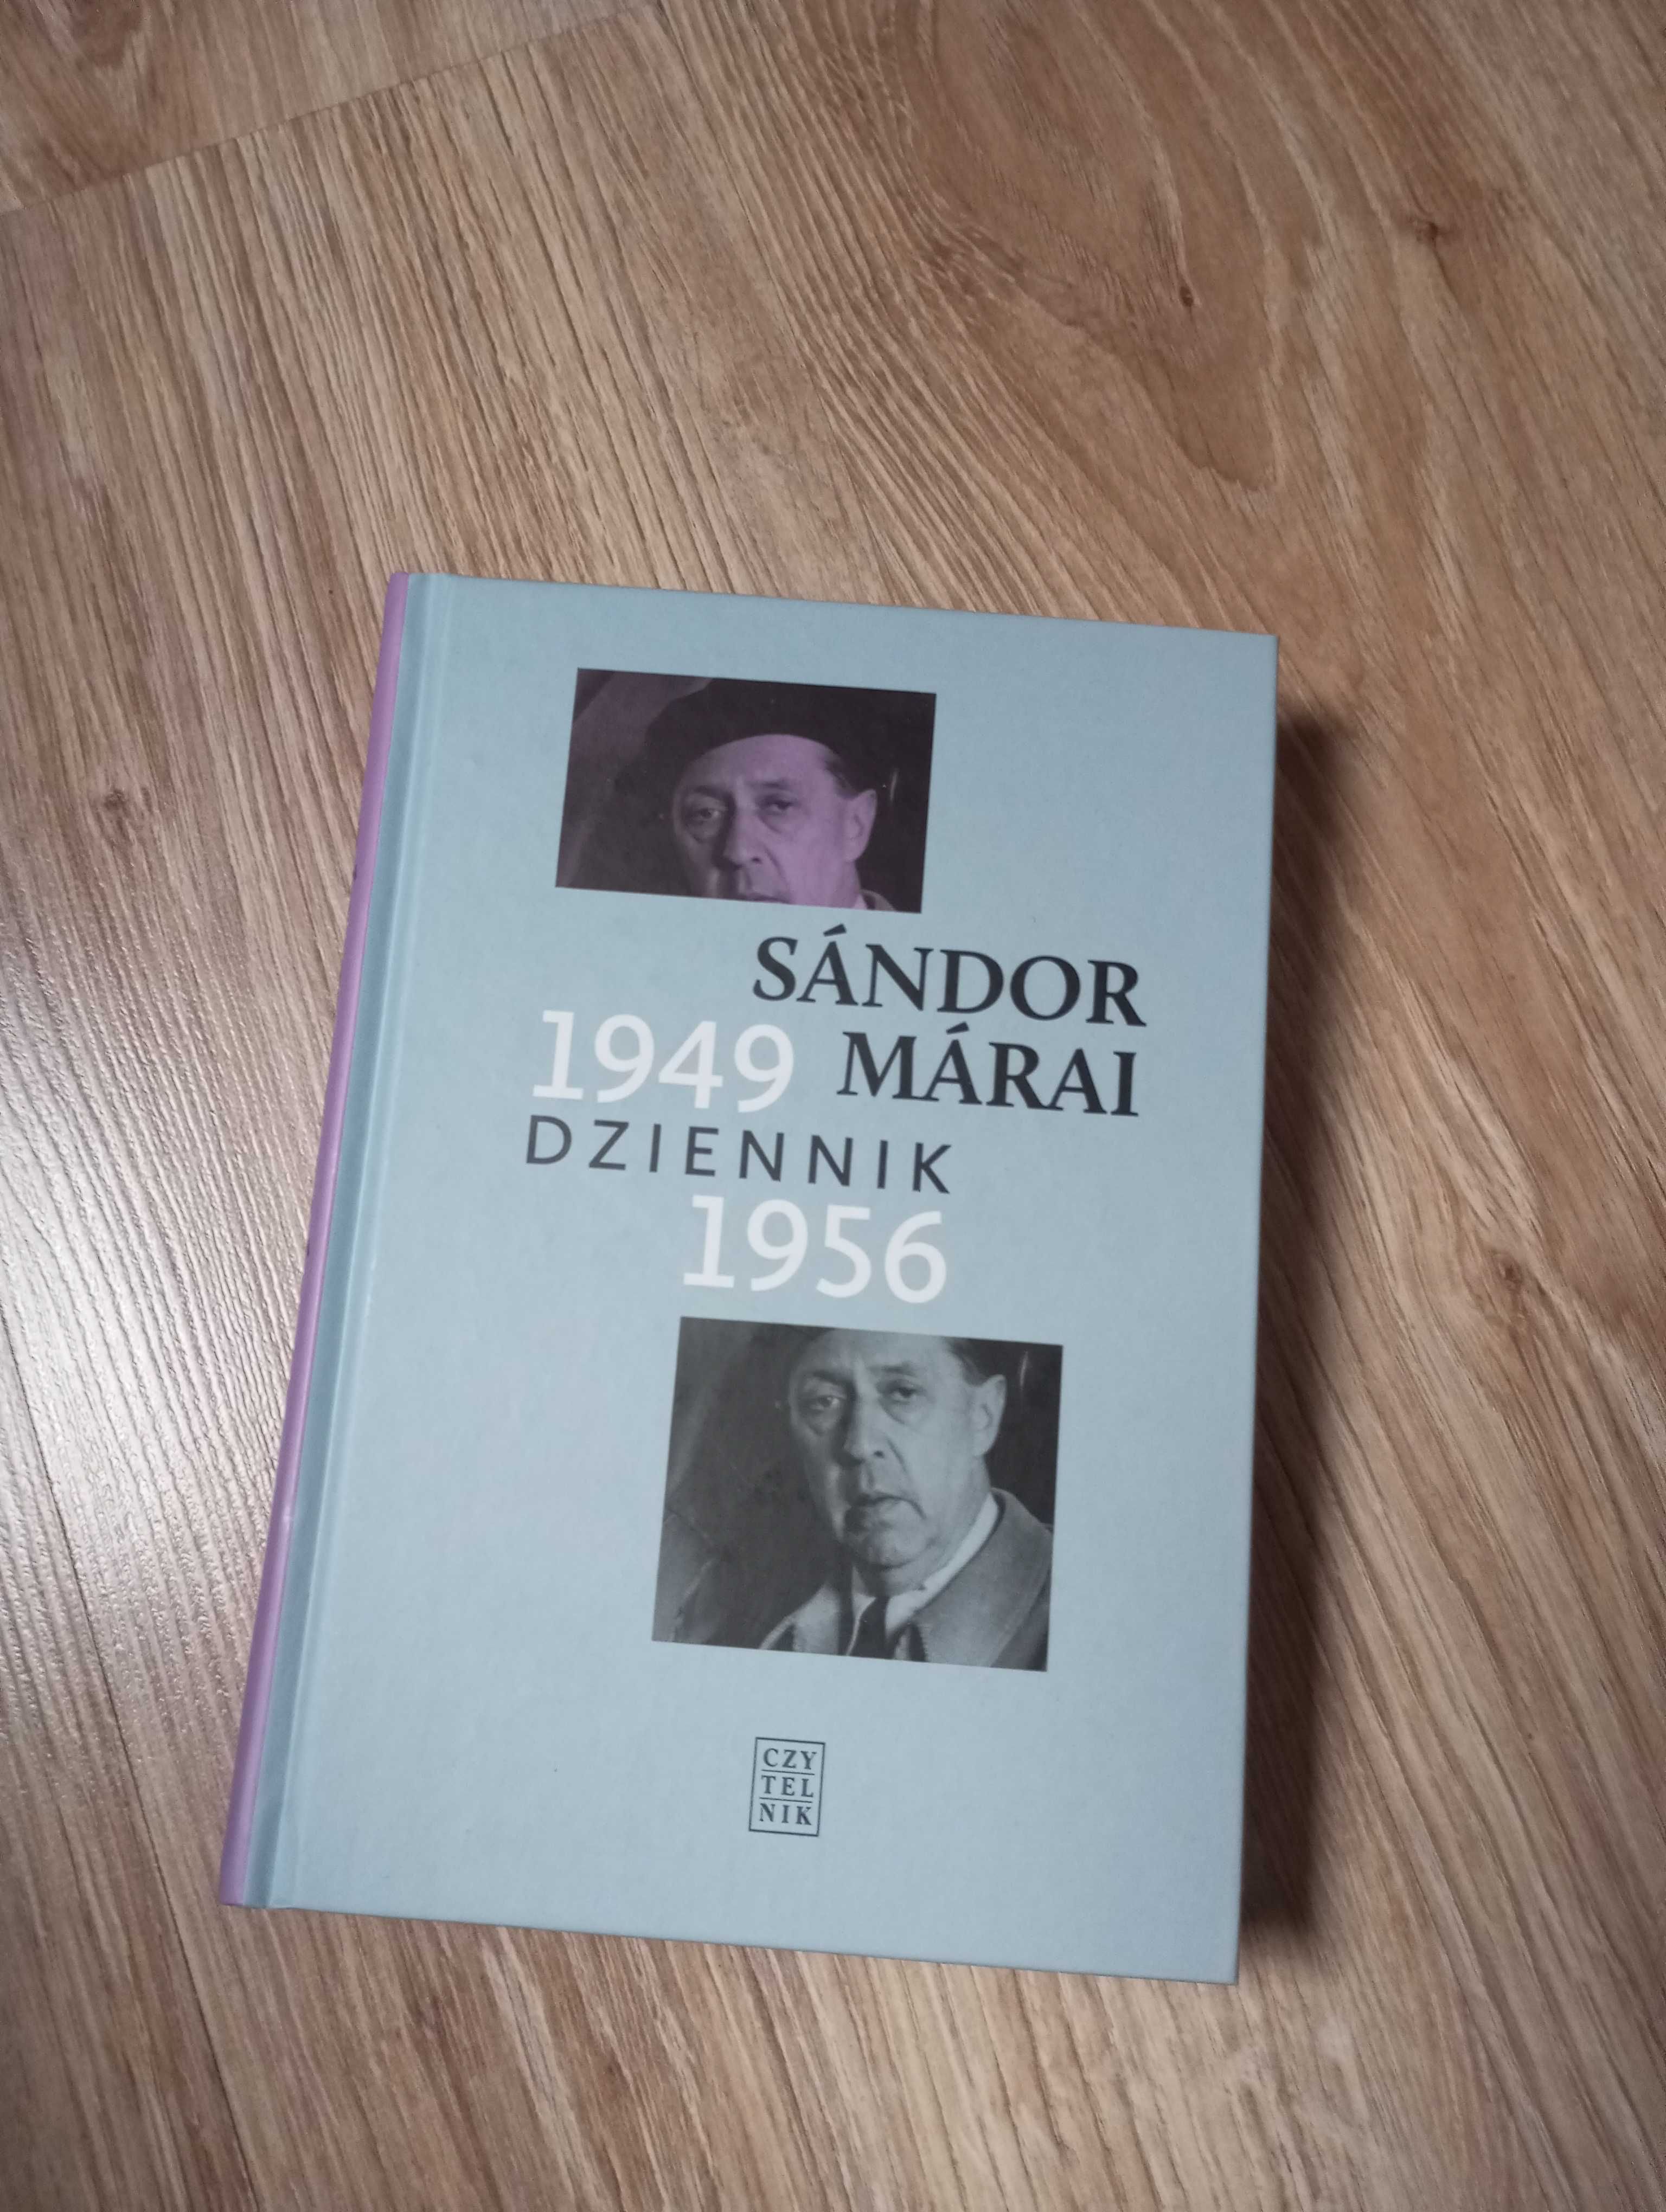 SÁNDOR
1949 MÁRAI
DZIENNIK
1956
CZY
TEL
NIK